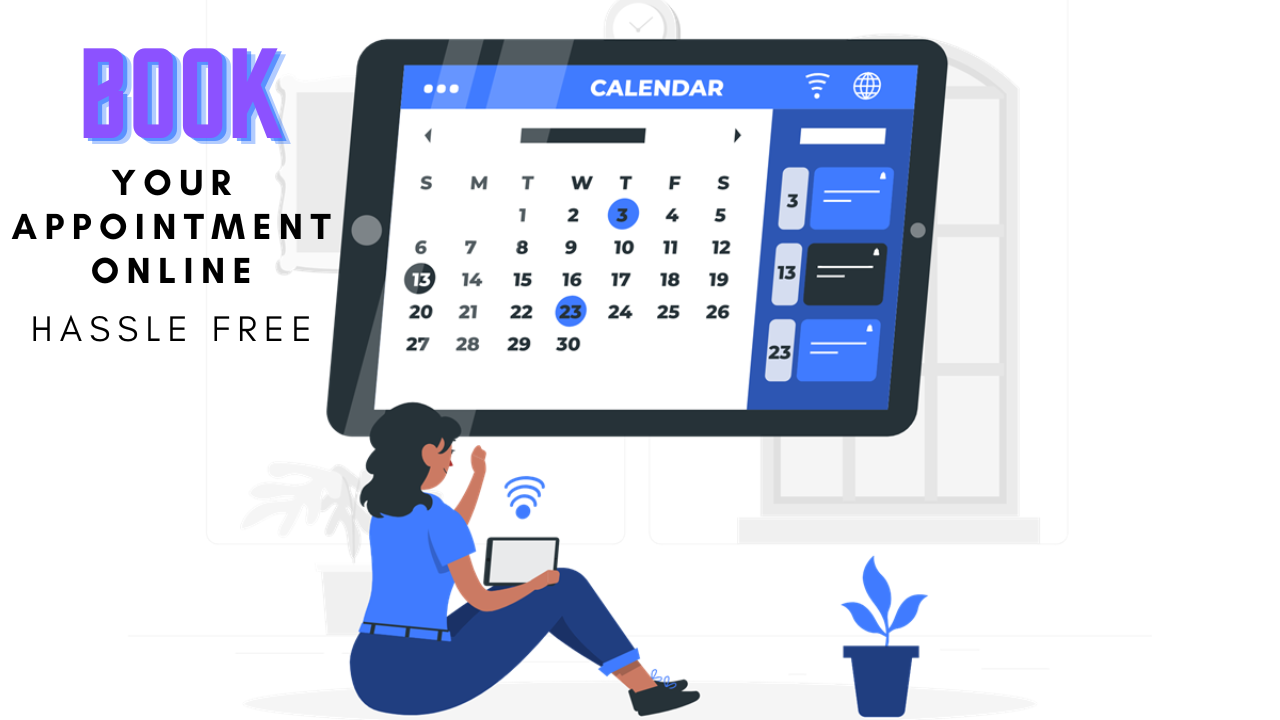 BOOK
YOUR
APPOINTMENT
ONLINE
HASSLE FREE
CALENDAR
S M T W T F S
1 2 3 4 5
6 7 8 9 10 11 12
13 14 15 16 17 18 19
20 21 22 23 24 25 26
27 28 29 30
3
13
23